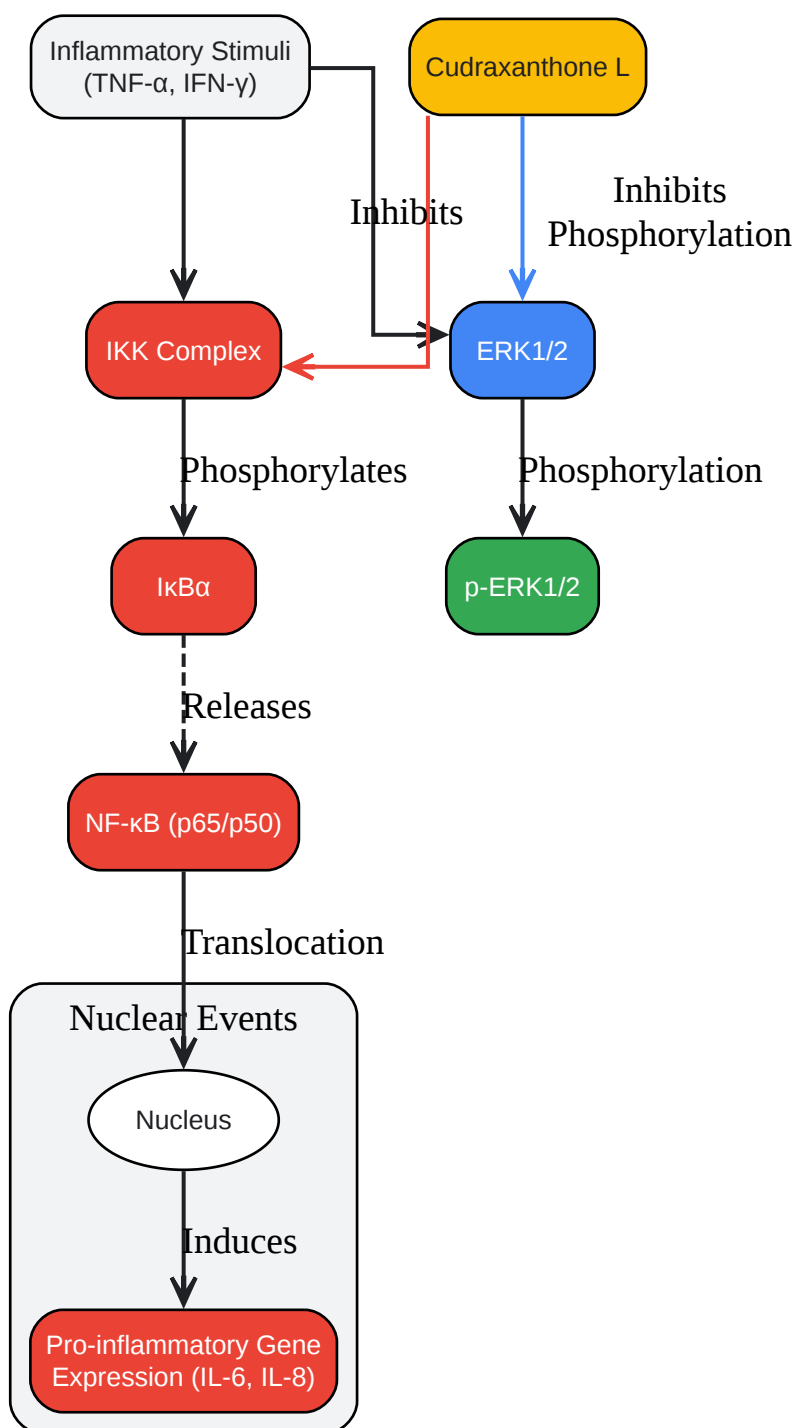 Inflammatory Stimuli
(TNF-α, IFN-γ)
Cudraxanthone L
Inhibits
Inhibits
Phosphorylation
IKK Complex
ERK1/2
Phosphorylates
Phosphorylation
IκBα
p-ERK1/2
Releases
NF-κB (p65/p50)
Translocation
Nuclear Events
Nucleus
Induces
Pro-inflammatory Gene
Expression (IL-6, IL-8)